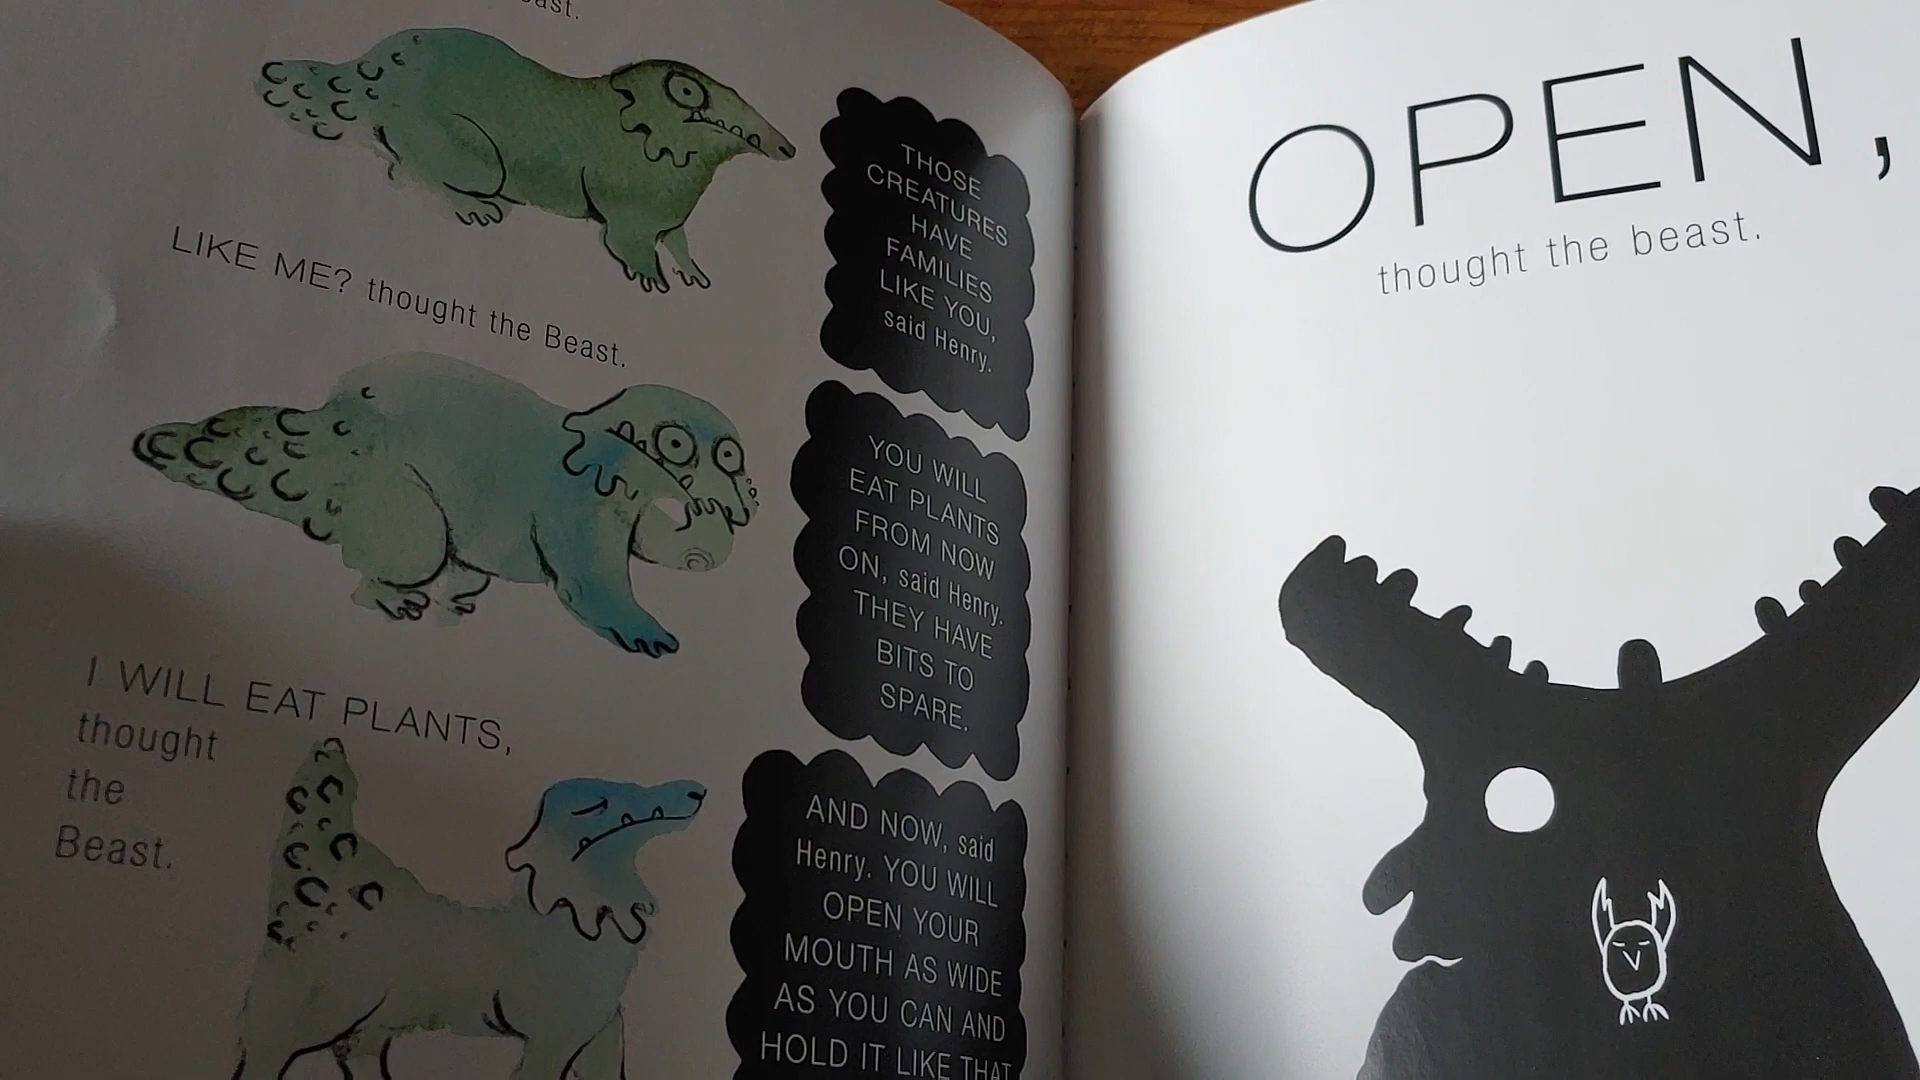 THOSE
CREATURES
HAVE
FAMILIES
LIKE YOU,
said Henry.
LIKE ME? thought the Beast.
YOU WILL
EAT PLANTS
FROM NOW
ON, said Henry.
THEY HAVE
BITS TO
SPARE.
I WILL EAT PLANTS,
thought
the
Beast.
AND NOW, said
Henry. YOU WILL
OPEN YOUR
MOUTH AS WIDE
AS YOU CAN AND
HOLD IT LIKE THAT
OPEN,
thought the beast.